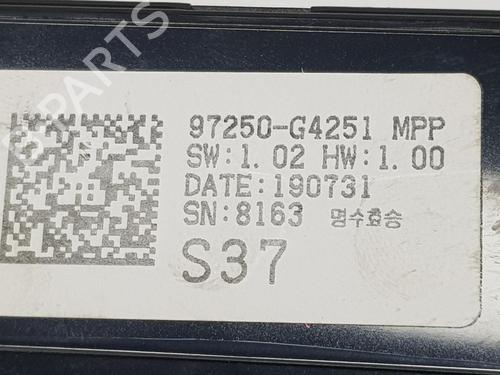 97250-G4251 MPP
SW:1.02 HW:1.00
DATE:190731
SN:8163 명수효승
S37
B-PARTS